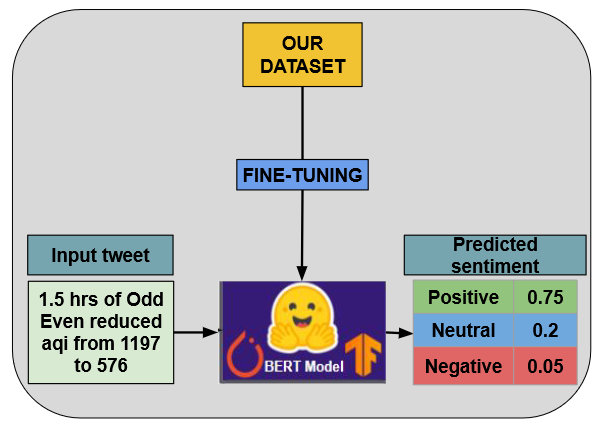 OUR
DATASET
FINE-TUNING
Input tweet
1.5 hrs of Odd
Even reduced
aqi from 1197
to 576
BERT Model
Predicted
sentiment
Positive 0.75
Neutral 0.2
Negative 0.05